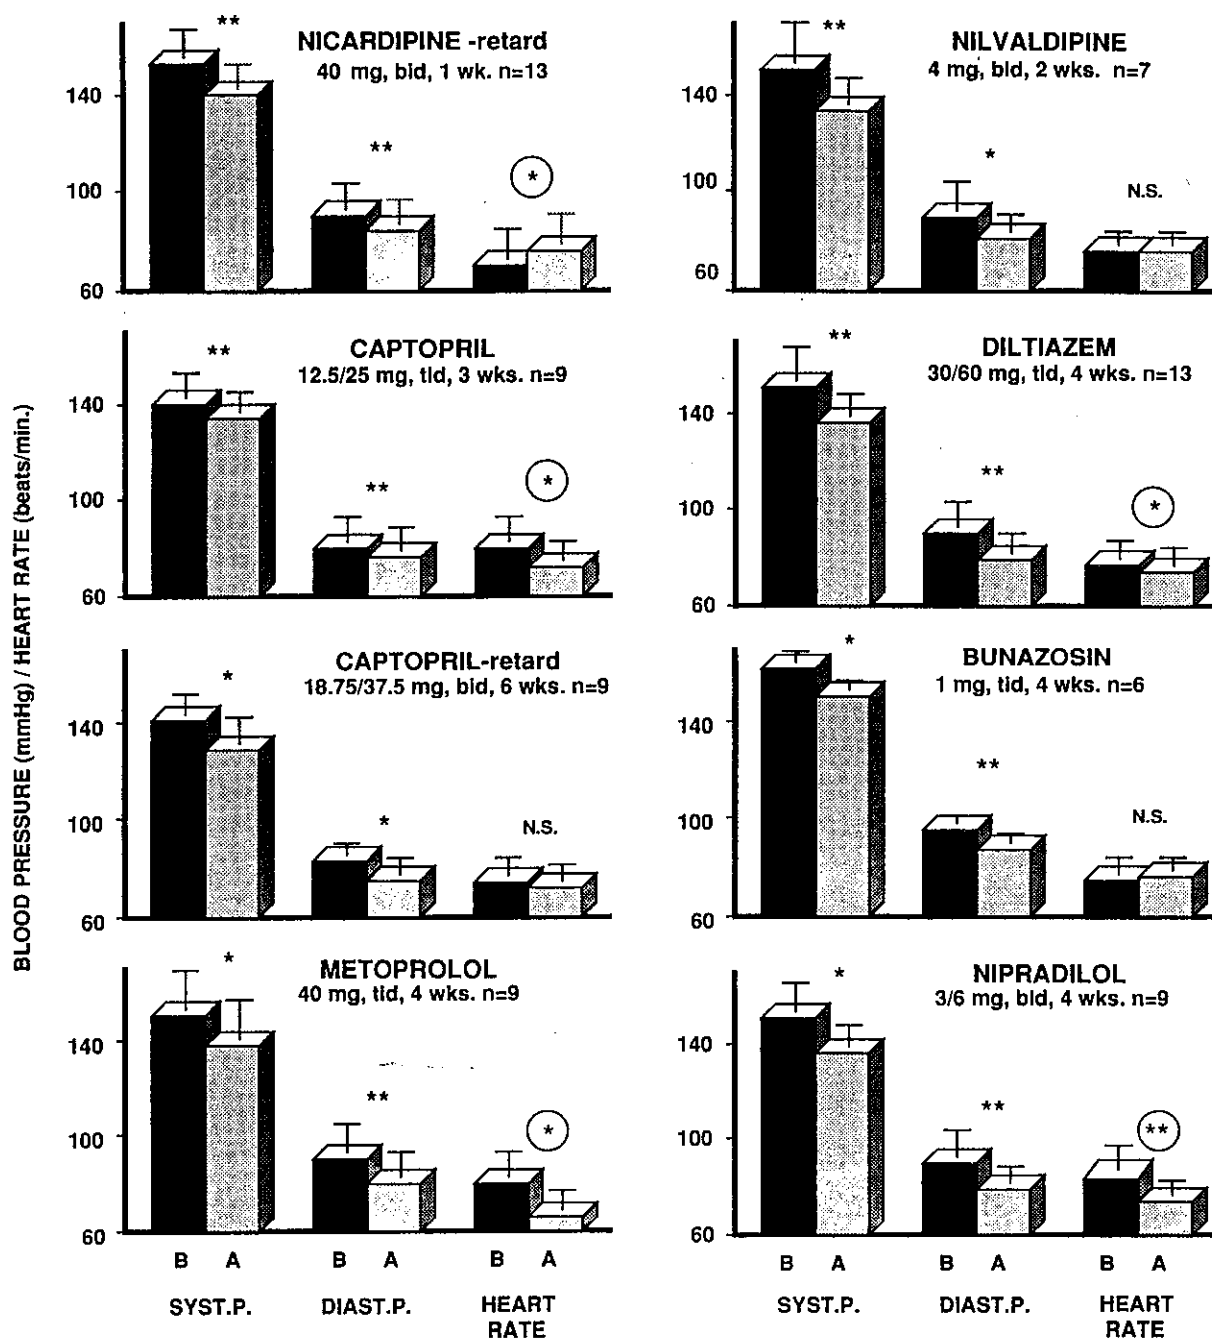 BLOOD PRESSURE (mmHg) / HEART RATE (beats/min.)
NICARDIPINE -retard
40 mg, bid, 1 wk. n=13
**
**
*
140
100
60
NILVALDIPINE
4 mg, bid, 2 wks. n=7
**
*
N.S.
140
100
60
CAPTOPRIL
12.5/25 mg, tid, 3 wks. n=9
**
**
*
140
100
60
DILTIAZEM
30/60 mg, tid, 4 wks. n=13
**
**
*
140
100
60
CAPTOPRIL-retard
18.75/37.5 mg, bid, 6 wks. n=9
*
*
N.S.
140
100
60
BUNAZOSIN
1 mg, tid, 4 wks. n=6
*
**
N.S.
140
100
60
METOPROLOL
40 mg, tid, 4 wks. n=9
*
**
*
140
100
60
B A B A B A
SYST.P. DIAST.P. HEART
RATE
NIPRADILOL
3/6 mg, bid, 4 wks. n=9
*
**
**
140
100
60
B A B A B A
SYST.P. DIAST.P. HEART
RATE